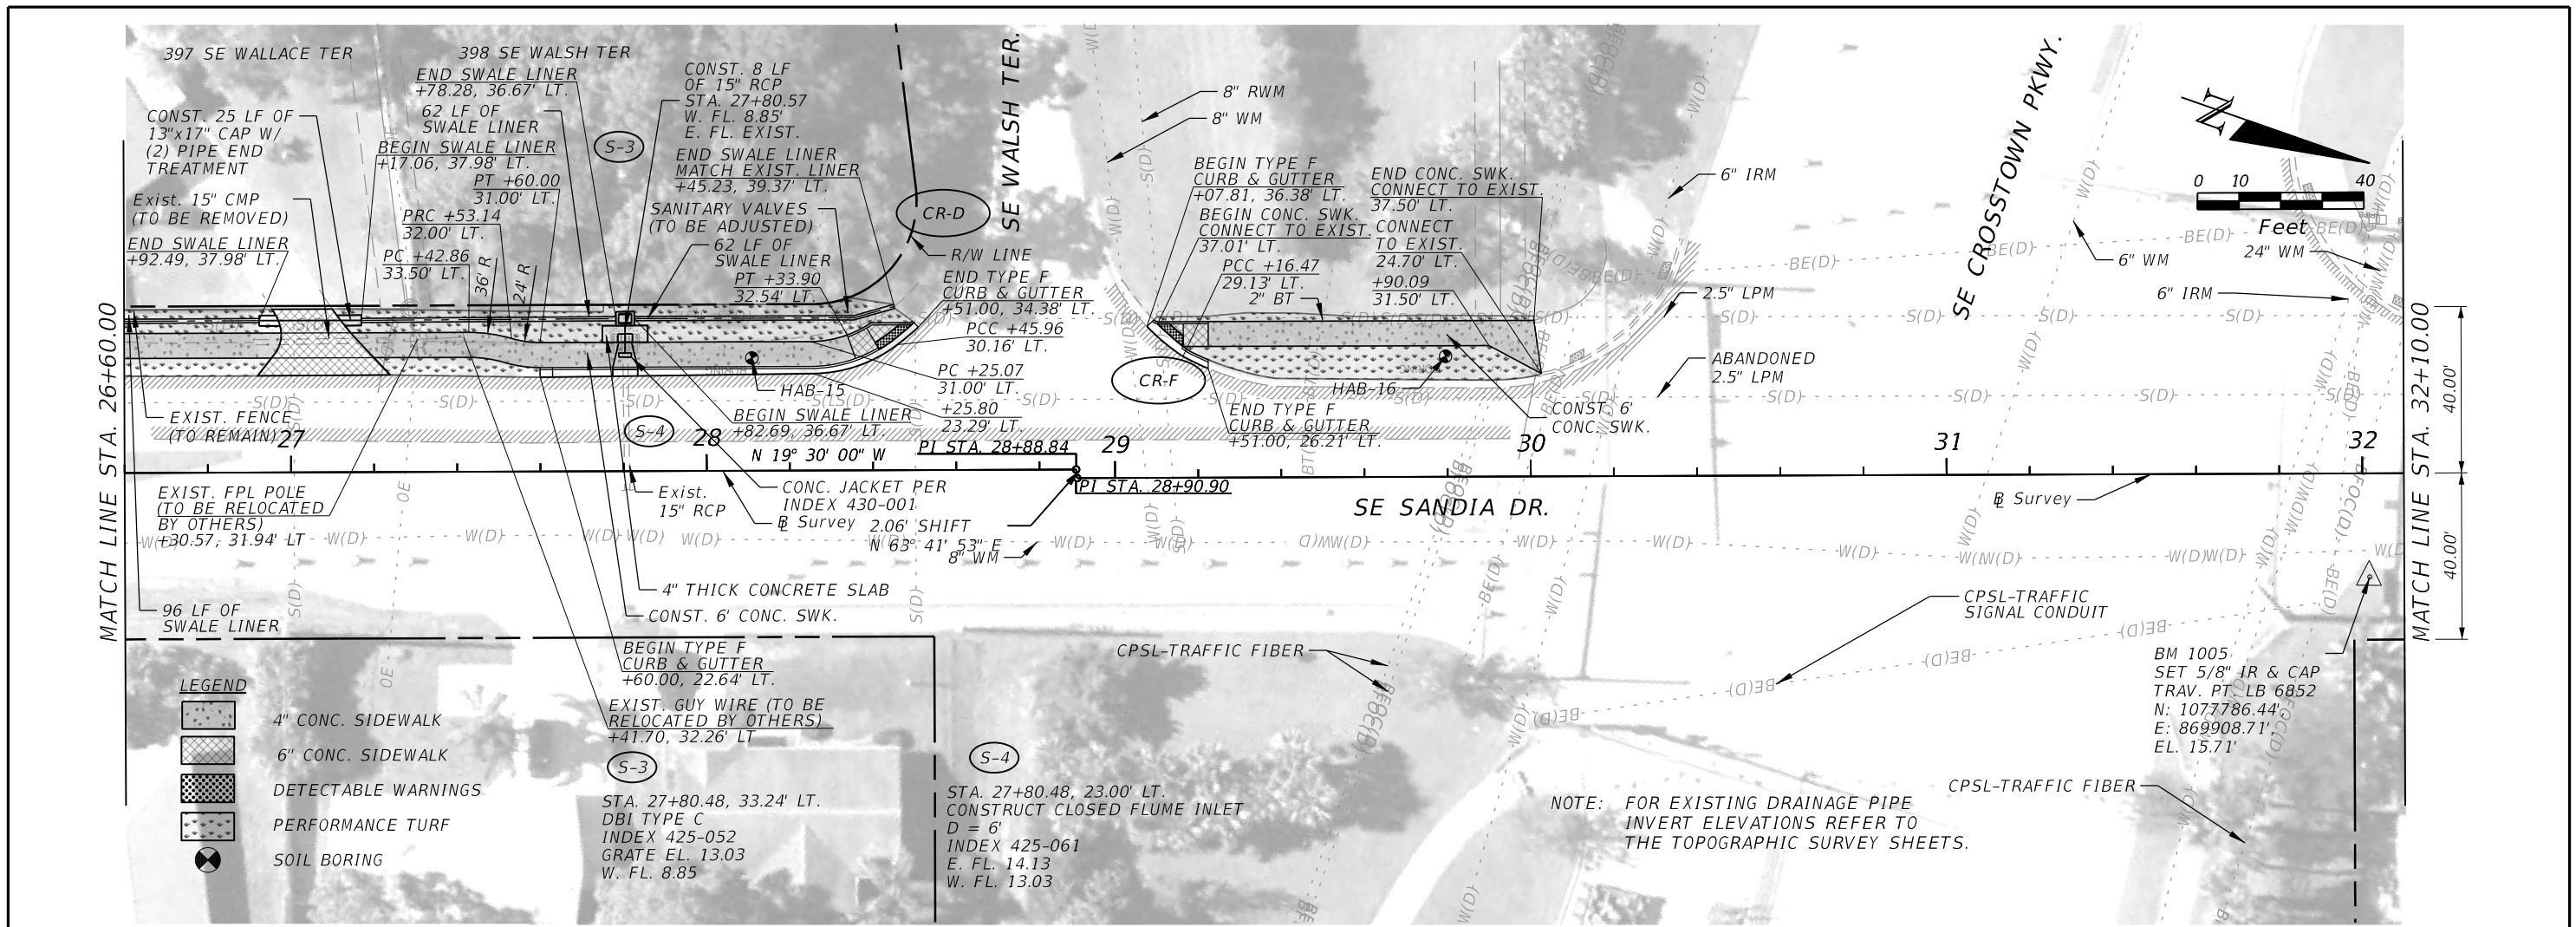 397 SE WALLACE TER
398 SE WALSH TER
CONST. 25 LF OF
13"x17" CAP W/
(2) PIPE END
TREATMENT
Exist. 15" CMP
(TO BE REMOVED)
END SWALE LINER
+92.49, 37.98' LT.
END SWALE LINER
+78.28, 36.67' LT.
62 LF OF
SWALE LINER
BEGIN SWALE LINER
+17.06, 37.98' LT.
PT +60.00
31.00' LT.
PRC +53.14
32.00' LT.
PC +42.86
33.50' LT.
36' R
24' R
S-3
CONST. 8 LF
OF 15" RCP
STA. 27+80.57
W. FL. 8.85'
E. FL. EXIST.
END SWALE LINER
MATCH EXIST. LINER
+45.23, 39.37' LT.
SANITARY VALVES
(TO BE ADJUSTED)
62 LF OF
SWALE LINER
PT +33.90
32.54' LT.
CR-D
SE WALSH TER.
R/W LINE
END TYPE F
CURB & GUTTER
+51.00, 34.38' LT.
PCC +45.96
30.16' LT.
PC +25.07
31.00' LT.
+25.80
23.29' LT.
HAB-15
BEGIN SWALE LINER
+82.69, 36.67' LT.
8" RWM
8" WM
BEGIN TYPE F
CURB & GUTTER
+07.81, 36.38' LT.
BEGIN CONC. SWK.
CONNECT TO EXIST.
37.01' LT.
PCC +16.47
29.13' LT.
2" BT
END CONC. SWK.
CONNECT TO EXIST.
37.50' LT.
CONNECT
TO EXIST.
24.70' LT.
+90.09
31.50' LT.
CR-F
HAB-16
END TYPE F
CURB & GUTTER
+51.00, 26.21' LT.
CONST. 6'
CONC. SWK.
6" IRM
2.5" LPM
ABANDONED
2.5" LPM
SE CROSSTOWN PKWY.
6" WM
N
0 10 40
Feet
24" WM
6" IRM
MATCH LINE STA. 26+60.00
MATCH LINE STA. 32+10.00
40.00'
40.00'
EXIST. FENCE
(TO REMAIN)
27
28
29
30
31
32
S-4
N 19° 30' 00" W
PI STA. 28+88.84
PI STA. 28+90.90
EXIST. FPL POLE
(TO BE RELOCATED
BY OTHERS)
+30.57, 31.94' LT
Exist.
15" RCP
CONC. JACKET PER
INDEX 430-001
BL Survey
2.06' SHIFT
N 63° 41' 53" E
8" WM
SE SANDIA DR.
BL Survey
96 LF OF
SWALE LINER
4" THICK CONCRETE SLAB
CONST. 6' CONC. SWK.
BEGIN TYPE F
CURB & GUTTER
+60.00, 22.64' LT.
EXIST. GUY WIRE (TO BE
RELOCATED BY OTHERS)
+41.70, 32.26' LT
CPSL-TRAFFIC FIBER
CPSL-TRAFFIC
SIGNAL CONDUIT
BM 1005
SET 5/8" IR & CAP
TRAV. PT. LB 6852
N: 1077786.44',
E: 869908.71',
EL. 15.71'
CPSL-TRAFFIC FIBER
LEGEND
4" CONC. SIDEWALK
6" CONC. SIDEWALK
DETECTABLE WARNINGS
PERFORMANCE TURF
SOIL BORING
S-3
STA. 27+80.48, 33.24' LT.
DBI TYPE C
INDEX 425-052
GRATE EL. 13.03
W. FL. 8.85
S-4
STA. 27+80.48, 23.00' LT.
CONSTRUCT CLOSED FLUME INLET
D = 6'
INDEX 425-061
E. FL. 14.13
W. FL. 13.03
NOTE: FOR EXISTING DRAINAGE PIPE
INVERT ELEVATIONS REFER TO
THE TOPOGRAPHIC SURVEY SHEETS.